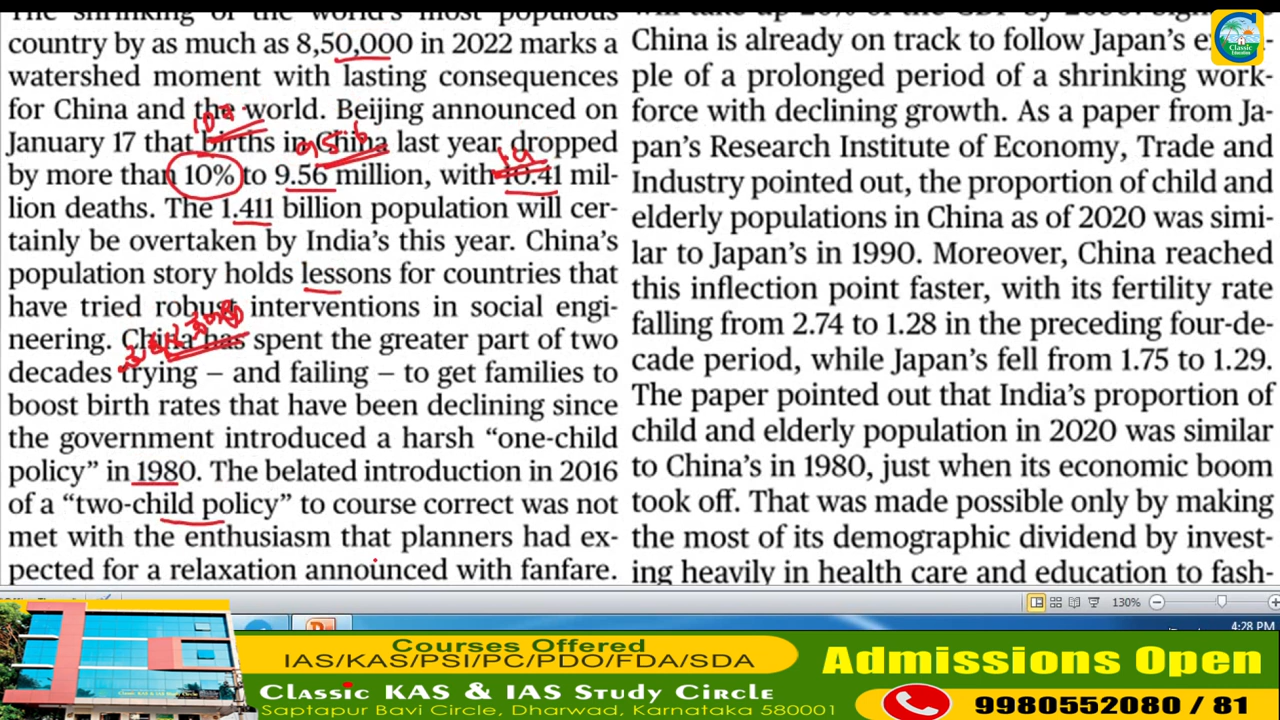 The shrinking of the world's most populous
country by as much as 8,50,000 in 2022 marks a
watershed moment with lasting consequences
for China and the world. Beijing announced on
January 17 that births in China last year dropped
by more than 10% to 9.56 million, with 10.41 mil-
lion deaths. The 1.411 billion population will cer-
tainly be overtaken by India's this year. China's
population story holds lessons for countries that
have tried robust interventions in social engi-
neering. China has spent the greater part of two
decades trying – and failing – to get families to
boost birth rates that have been declining since
the government introduced a harsh "one-child
policy" in 1980. The belated introduction in 2016
of a "two-child policy" to course correct was not
met with the enthusiasm that planners had ex-
pected for a relaxation announced with fanfare.
China is already on track to follow Japan's
ple of a prolonged period of a shrinking work-
force with declining growth. As a paper from Ja-
pan's Research Institute of Economy, Trade and
Industry pointed out, the proportion of child and
elderly populations in China as of 2020 was simi-
lar to Japan's in 1990. Moreover, China reached
this inflection point faster, with its fertility rate
falling from 2.74 to 1.28 in the preceding four-de-
cade period, while Japan's fell from 1.75 to 1.29.
The paper pointed out that India's proportion of
child and elderly population in 2020 was similar
to China's in 1980, just when its economic boom
took off. That was made possible only by making
the most of its demographic dividend by invest-
ing heavily in health care and education to fash-
Classic
Education
130%
4:28 PM
Courses Offered
IAS/KAS/PSI/PC/PDO/FDA/SDA
Classic KAS & IAS Study Circle
Saptapur Bavi Circle, Dharwad, Karnataka 580001
Admissions Open
9980552080 / 81